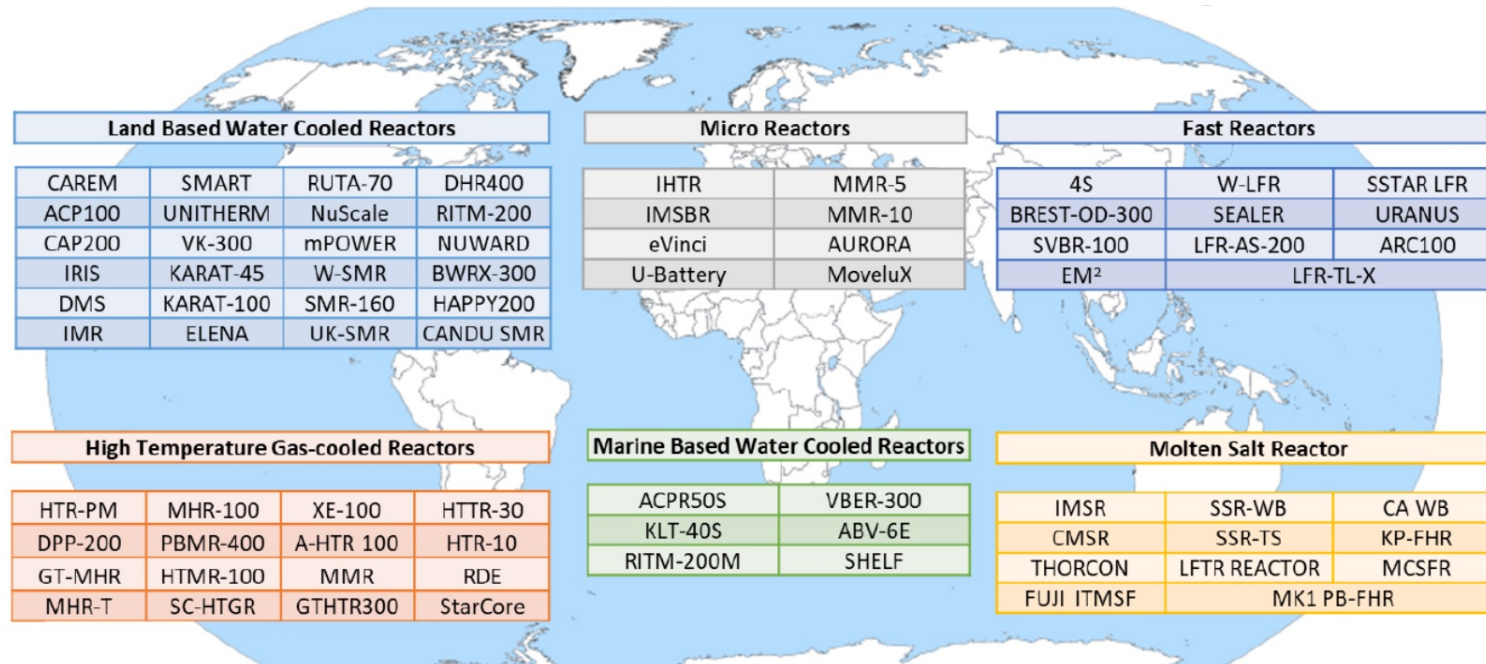 Land Based Water Cooled Reactors
CAREM SMART RUTA-70 DHR400
ACP100 UNITHERM NuScale RITM-200
CAP200 VK-300 mPOWER NUWARD
IRIS KARAT-45 W-SMR BWRX-300
DMS KARAT-100 SMR-160 HAPPY200
IMR ELENA UK-SMR CANDU SMR
Micro Reactors
IHTR MMR-5
IMSBR MMR-10
eVinci AURORA
U-Battery MoveluX
Fast Reactors
4S W-LFR SSTAR LFR
BREST-OD-300 SEALER URANUS
SVBR-100 LFR-AS-200 ARC100
EM² LFR-TL-X
High Temperature Gas-cooled Reactors
HTR-PM MHR-100 XE-100 HTTR-30
DPP-200 PBMR-400 A-HTR 100 HTR-10
GT-MHR HTMR-100 MMR RDE
MHR-T SC-HTGR GTHTR300 StarCore
Marine Based Water Cooled Reactors
ACPR50S VBER-300
KLT-40S ABV-6E
RITM-200M SHELF
Molten Salt Reactor
IMSR SSR-WB CA WB
CMSR SSR-TS KP-FHR
THORCON LFTR REACTOR MCSFR
FUJI ITMSF MK1 PB-FHR